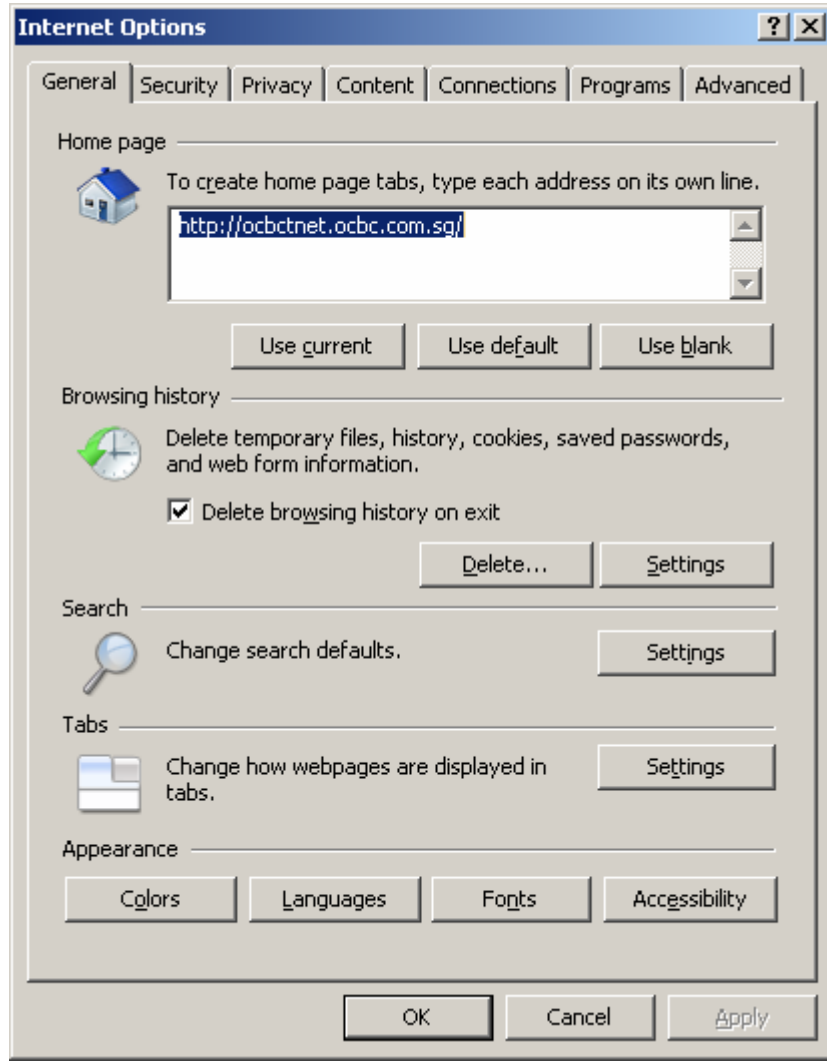 Internet Options
General Security Privacy Content Connections Programs Advanced
Home page
To create home page tabs, type each address on its own line.
http://ocbctnet.ocbc.com.sg/
Use current Use default Use blank
Browsing history
Delete temporary files, history, cookies, saved passwords,
and web form information.
Delete browsing history on exit
Delete... Settings
Search
Change search defaults. Settings
Tabs
Change how webpages are displayed in Settings
tabs.
Appearance
Colors Languages Fonts Accessibility
OK Cancel Apply